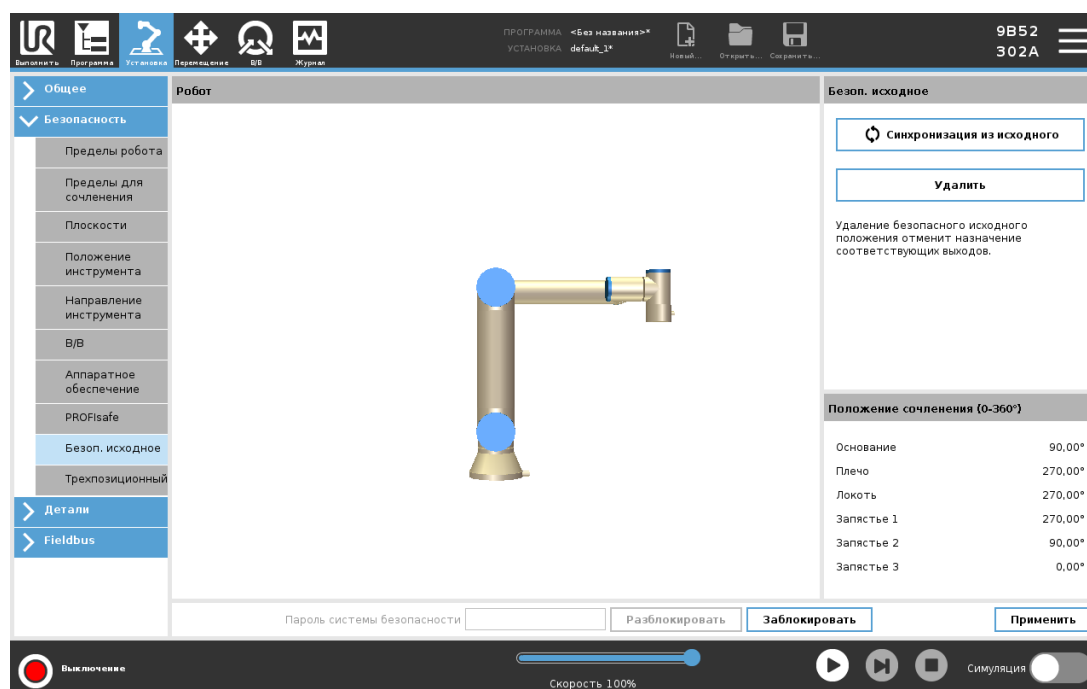 ПРОГРАММА <Без названия>*
УСТАНОВКА default_1*
9B52
302A
Выполнить Программа Установка Перемещение В/В Журнал
Новый... Открыть... Сохранить...
Общее
Безопасность
Пределы робота
Пределы для
сочленения
Плоскости
Положение
инструмента
Направление
инструмента
В/В
Аппаратное
обеспечение
PROFIsafe
Безоп. исходное
Трехпозиционный
Детали
Fieldbus
Робот
Безоп. исходное
Синхронизация из исходного
Удалить
Удаление безопасного исходного
положения отменит назначение
соответствующих выходов.
Положение сочленения (0-360°)
Основание 90,00°
Плечо 270,00°
Локоть 270,00°
Запястье 1 270,00°
Запястье 2 90,00°
Запястье 3 0,00°
Пароль системы безопасности Разблокировать Заблокировать Применить
Выключение
Скорость 100%
Симуляция